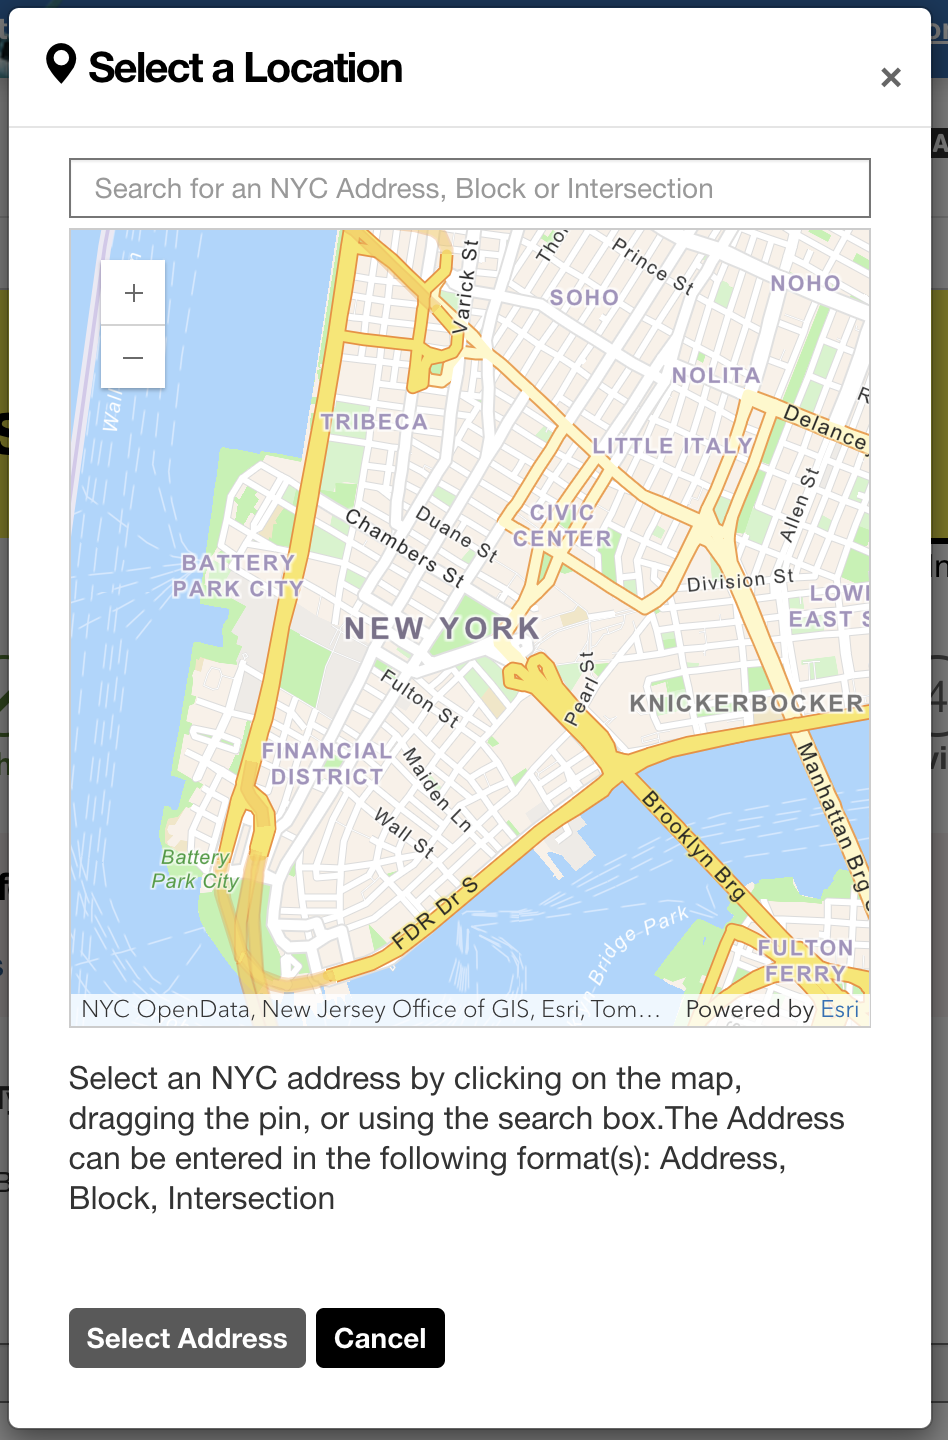 Select a Location
×
Search for an NYC Address, Block or Intersection
+
−
Varick St
Prince St
SOHO
NOHO
NOLITA
TRIBECA
LITTLE ITALY
Allen St
Duane St
Chambers St
CIVIC
CENTER
BATTERY
PARK CITY
Division St
NEW YORK
Pearl St
Fulton St
KNICKERBOCKER
FINANCIAL
DISTRICT
Maiden Ln
Wall St
Manhattan Brg
Brooklyn Brg
Battery
Park City
FDR Dr S
Bridge-Park
FULTON
FERRY
NYC OpenData, New Jersey Office of GIS, Esri, Tom...
Powered by Esri
Select an NYC address by clicking on the map,
dragging the pin, or using the search box.The Address
can be entered in the following format(s): Address,
Block, Intersection
Select Address
Cancel